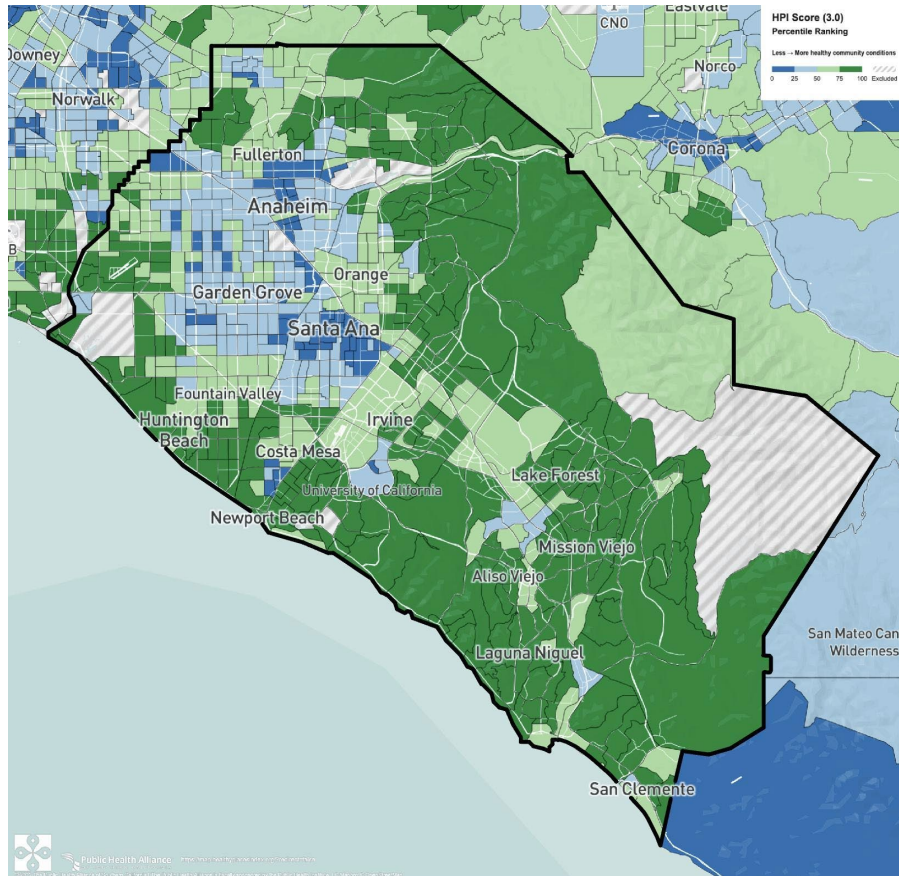 HPI Score (3.0)
Percentile Ranking
Less → More healthy community conditions
0 25 50 75 100 Excluded
CNO
Eastvale
Downey
Norco
Norwalk
Corona
Fullerton
Anaheim
B
Orange
Garden Grove
Santa Ana
Fountain Valley
Huntington
Beach
Irvine
Costa Mesa
Lake Forest
University of California
Newport Beach
Mission Viejo
Aliso Viejo
San Mateo Can
Wilderness
Laguna Niguel
San Clemente
Public Health Alliance